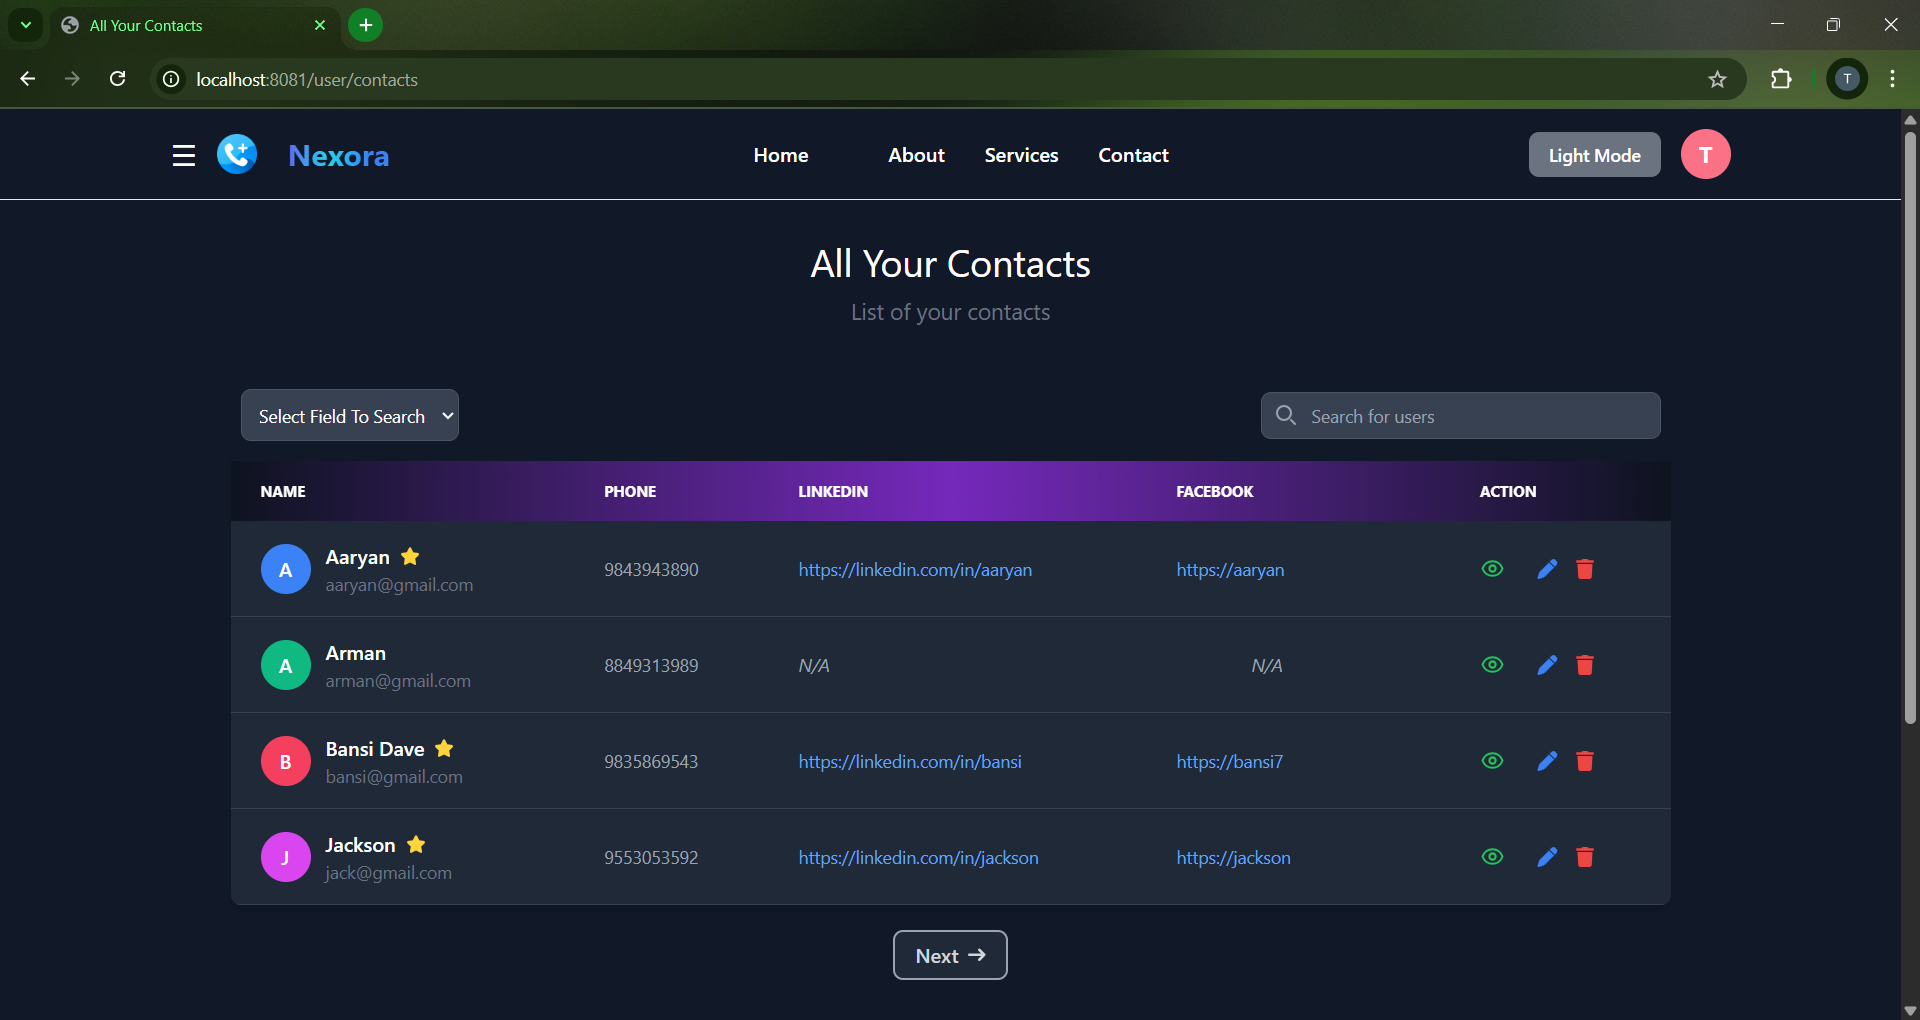 All Your Contacts
localhost:8081/user/contacts
T
Nexora
Home About Services Contact
Light Mode
T
All Your Contacts
List of your contacts
Select Field To Search
Search for users
NAME PHONE LINKEDIN FACEBOOK ACTION
A
Aaryan
aaryan@gmail.com
9843943890
https://linkedin.com/in/aaryan
https://aaryan
A
Arman
arman@gmail.com
8849313989
N/A
N/A
B
Bansi Dave
bansi@gmail.com
9835869543
https://linkedin.com/in/bansi
https://bansi7
J
Jackson
jack@gmail.com
9553053592
https://linkedin.com/in/jackson
https://jackson
Next →